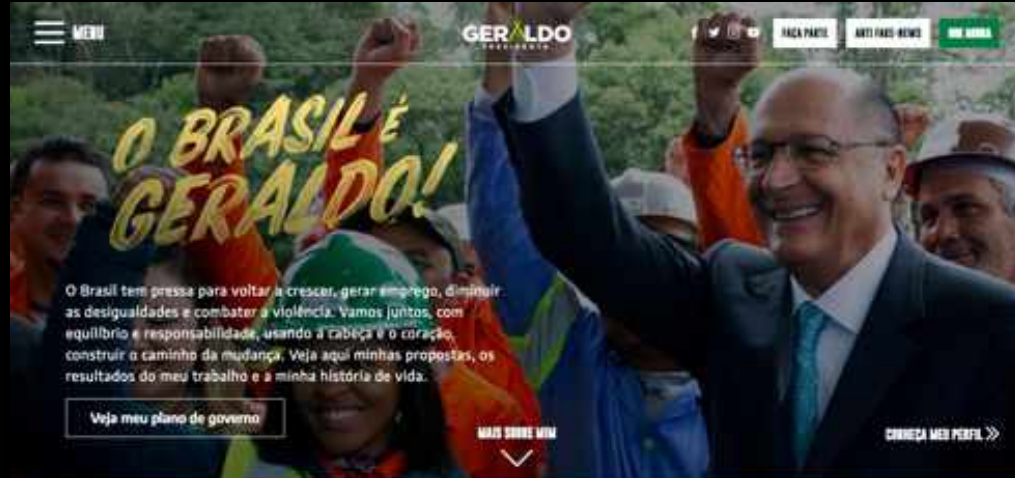 MENU
GERALDO
PRESIDENTE
FAÇA PARTE
ANTI FAKE-NEWS
DOE AGORA
O BRASIL É
GERALDO!
O Brasil tem pressa para voltar a crescer, gerar emprego, diminuir
as desigualdades e combater a violência. Vamos juntos, com
equilíbrio e responsabilidade, usando a cabeça e o coração,
construir o caminho da mudança. Veja aqui minhas propostas, os
resultados do meu trabalho e a minha história de vida.
Veja meu plano de governo
MAIS SOBRE MIM
CONHEÇA MEU PERFIL